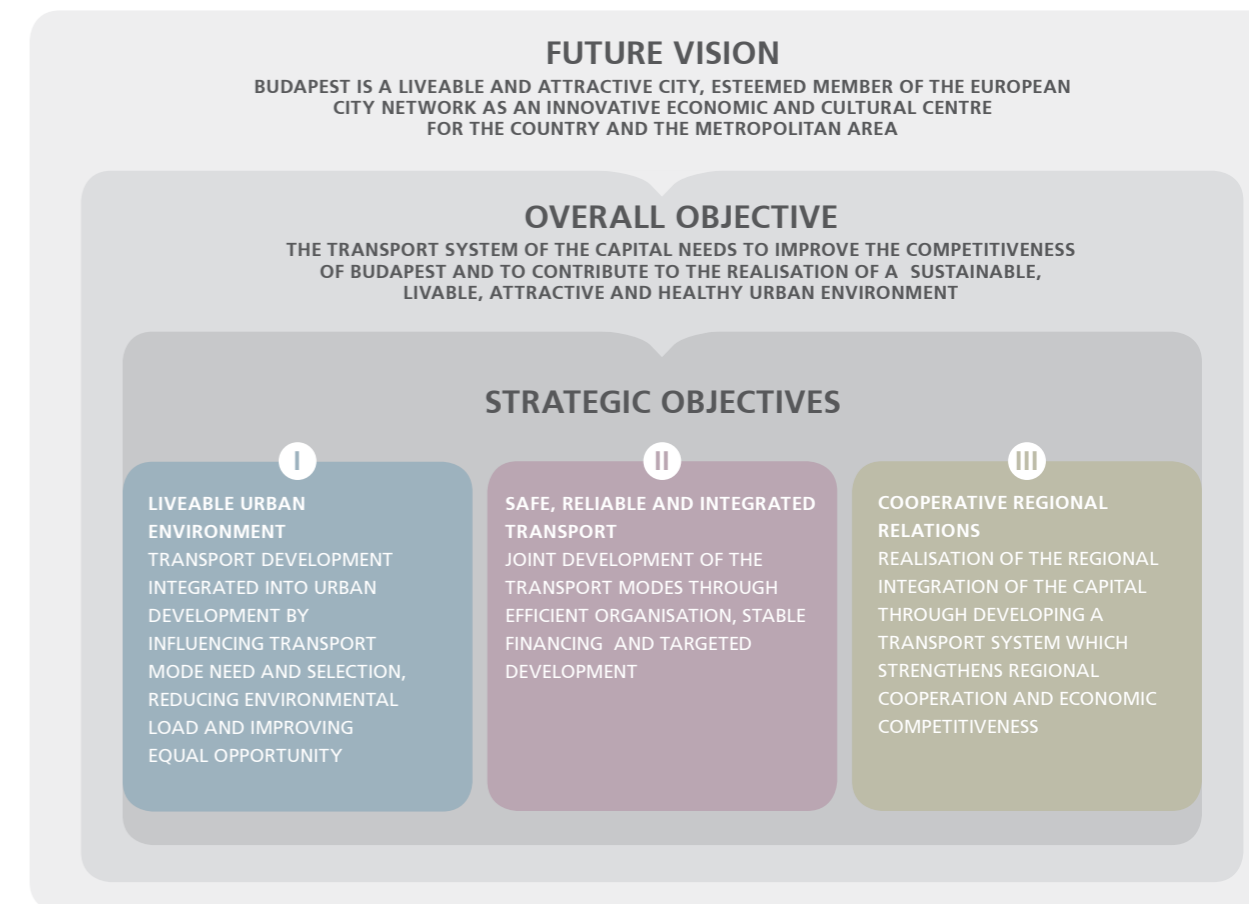 FUTURE VISION
BUDAPEST IS A LIVEABLE AND ATTRACTIVE CITY, ESTEEMED MEMBER OF THE EUROPEAN
CITY NETWORK AS AN INNOVATIVE ECONOMIC AND CULTURAL CENTRE
FOR THE COUNTRY AND THE METROPOLITAN AREA
OVERALL OBJECTIVE
THE TRANSPORT SYSTEM OF THE CAPITAL NEEDS TO IMPROVE THE COMPETITIVENESS
OF BUDAPEST AND TO CONTRIBUTE TO THE REALISATION OF A SUSTAINABLE,
LIVABLE, ATTRACTIVE AND HEALTHY URBAN ENVIRONMENT
STRATEGIC OBJECTIVES
I
LIVEABLE URBAN
ENVIRONMENT
TRANSPORT DEVELOPMENT
INTEGRATED INTO URBAN
DEVELOPMENT BY
INFLUENCING TRANSPORT
MODE NEED AND SELECTION,
REDUCING ENVIRONMENTAL
LOAD AND IMPROVING
EQUAL OPPORTUNITY
II
SAFE, RELIABLE AND INTEGRATED
TRANSPORT
JOINT DEVELOPMENT OF THE
TRANSPORT MODES THROUGH
EFFICIENT ORGANISATION, STABLE
FINANCING AND TARGETED
DEVELOPMENT
III
COOPERATIVE REGIONAL
RELATIONS
REALISATION OF THE REGIONAL
INTEGRATION OF THE CAPITAL
THROUGH DEVELOPING A
TRANSPORT SYSTEM WHICH
STRENGTHENS REGIONAL
COOPERATION AND ECONOMIC
COMPETITIVENESS